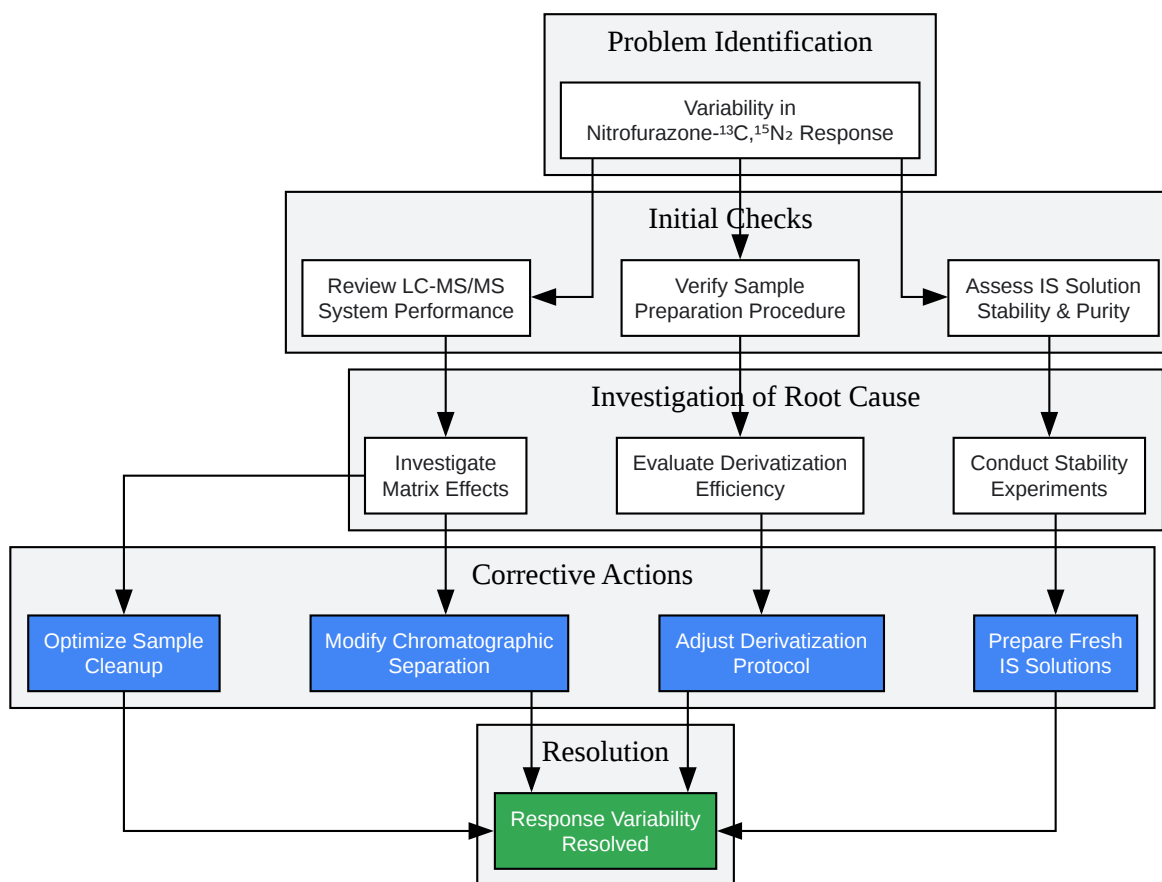 Problem Identification
Variability in
Nitrofurazone-¹³C,¹⁵N₂ Response
Initial Checks
Review LC-MS/MS
System Performance
Verify Sample
Preparation Procedure
Assess IS Solution
Stability & Purity
Investigation of Root Cause
Investigate
Matrix Effects
Evaluate Derivatization
Efficiency
Conduct Stability
Experiments
Corrective Actions
Optimize Sample
Cleanup
Modify Chromatographic
Separation
Adjust Derivatization
Protocol
Prepare Fresh
IS Solutions
Resolution
Response Variability
Resolved